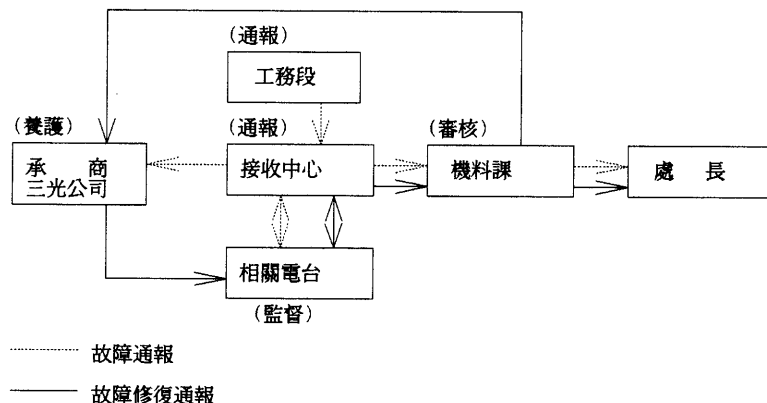 (通報)
工務段
(養護)
(通報)
(審核)
承　商
三光公司
接收中心
機料課
處　長
相關電台
(監督)
故障通報
故障修復通報